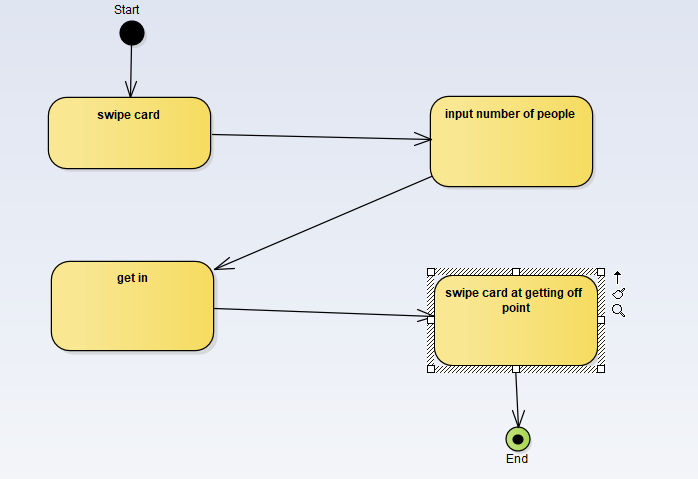 Start
swipe card
input number of people
get in
swipe card at getting off
point
End